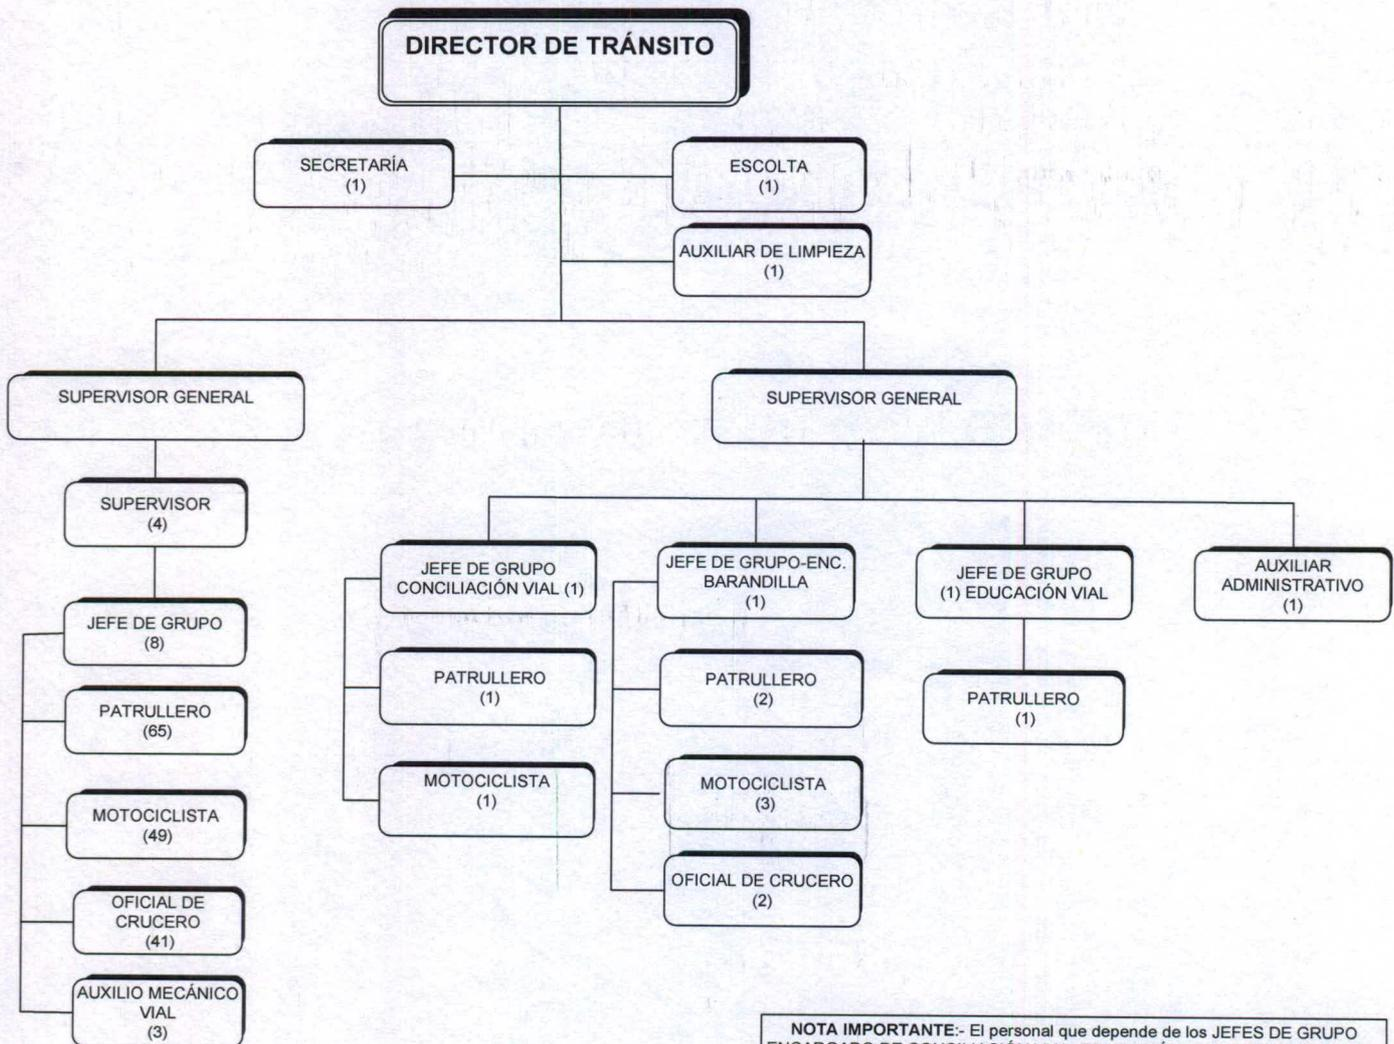 DIRECTOR DE TRÁNSITO
SECRETARÍA
(1)
ESCOLTA
(1)
AUXILIAR DE LIMPIEZA
(1)
SUPERVISOR GENERAL
SUPERVISOR
(4)
JEFE DE GRUPO
(8)
PATRULLERO
(65)
MOTOCICLISTA
(49)
OFICIAL DE
CRUCERO
(41)
AUXILIO MECÁNICO
VIAL
(3)
SUPERVISOR GENERAL
JEFE DE GRUPO
CONCILIACIÓN VIAL (1)
PATRULLERO
(1)
MOTOCICLISTA
(1)
JEFE DE GRUPO-ENC.
BARANDILLA
(1)
PATRULLERO
(2)
MOTOCICLISTA
(3)
OFICIAL DE CRUCERO
(2)
JEFE DE GRUPO
(1) EDUCACIÓN VIAL
PATRULLERO
(1)
AUXILIAR
ADMINISTRATIVO
(1)
NOTA IMPORTANTE:- El personal que depende de los JEFES DE GRUPO